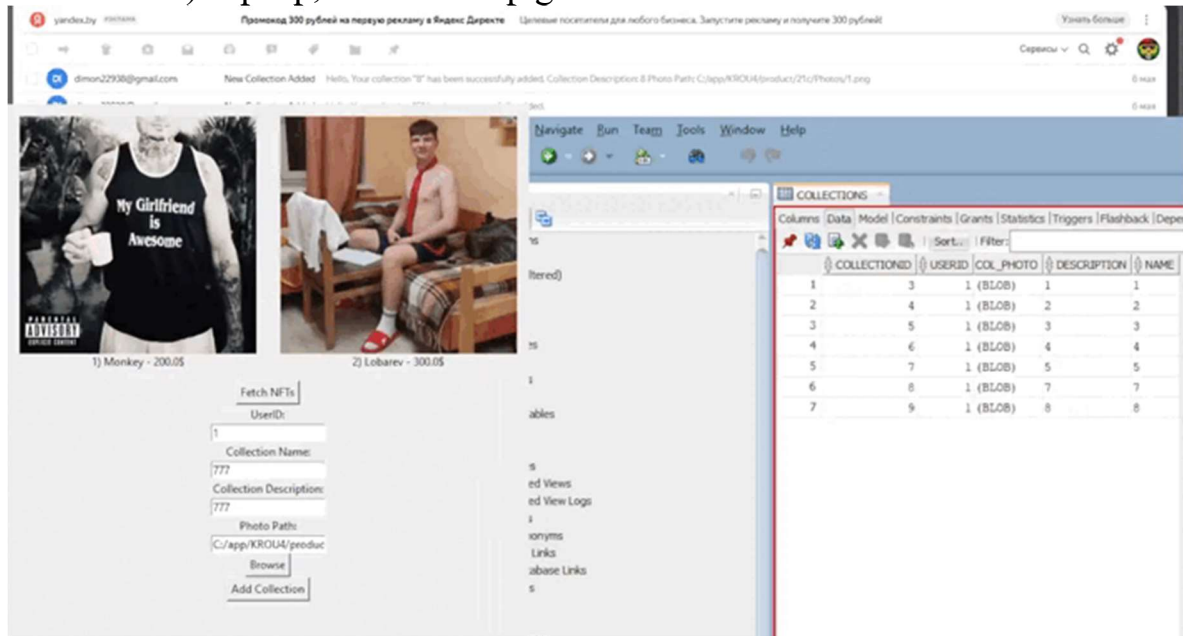 yandex.by РЕКЛАМА Промокод 300 рублей на первую рекламу в Яндекс Директе Целевые посетители для любого бизнеса. Запустите рекламу и получите 300 рублей! Узнать больше
Сервисы
dimon22938@gmail.com New Collection Added Hello, Your collection "8" has been successfully added. Collection Description: 8 Photo Path: C:/app/KROU4/product/21c/Photos/1.png 6 мая
6 мая
Navigate Run Team Tools Window Help
My Girlfriend
is
Awesome
PARENTAL
ADVISORY
EXPLICIT CONTENT
1) Monkey - 200.0$ 2) Lobarev - 300.0$
Fetch NFTs
UserID:
1
Collection Name:
777
Collection Description:
777
Photo Path:
C:/app/KROU4/produc
Browse
Add Collection
ltered)
ables
ed Views
ed View Logs
onyms
Links
abase Links
COLLECTIONS
Columns Data Model Constraints Grants Statistics Triggers Flashback Depe
Sort.. Filter:
COLLECTIONID USERID COL_PHOTO DESCRIPTION NAME
1 3 1 (BLOB) 1 1
2 4 1 (BLOB) 2 2
3 5 1 (BLOB) 3 3
4 6 1 (BLOB) 4 4
5 7 1 (BLOB) 5 5
6 8 1 (BLOB) 7 7
7 9 1 (BLOB) 8 8